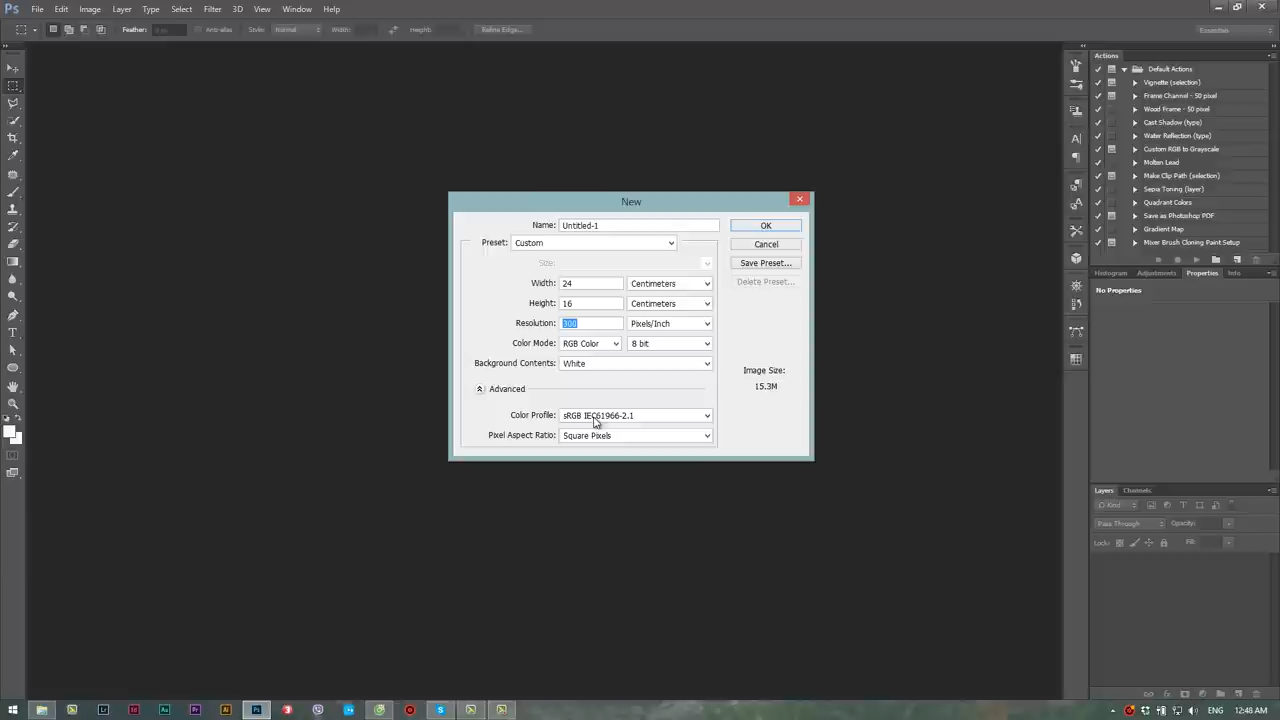 Ps File Edit Image Layer Type Select Filter 3D View Window Help
Feather: Anti-alias Style: Normal Width: Height: Refine Edge... Essentials
Actions
Default Actions
Vignette (selection)
Frame Channel - 50 pixel
Wood Frame - 50 pixel
Cast Shadow (type)
Water Reflection (type)
Custom RGB to Grayscale
Molten Lead
Make Clip Path (selection)
Sepia Toning (layer)
Quadrant Colors
Save as Photoshop PDF
Gradient Map
Mixer Brush Cloning Paint Setup
Histogram Adjustments Properties Info
No Properties
New
Name: Untitled-1 OK
Preset: Custom Cancel
Size: Save Preset...
Width: 24 Centimeters Delete Preset...
Height: 16 Centimeters
Resolution: 300 Pixels/Inch
Color Mode: RGB Color 8 bit
Background Contents: White
Image Size:
15.3M
Advanced
Color Profile: sRGB IEC61966-2.1
Pixel Aspect Ratio: Square Pixels
Layers Channels
Kind
Pass Through Opacity:
Lock: Fill:
Lr Au Pr Ai Ps ENG 12:48 AM